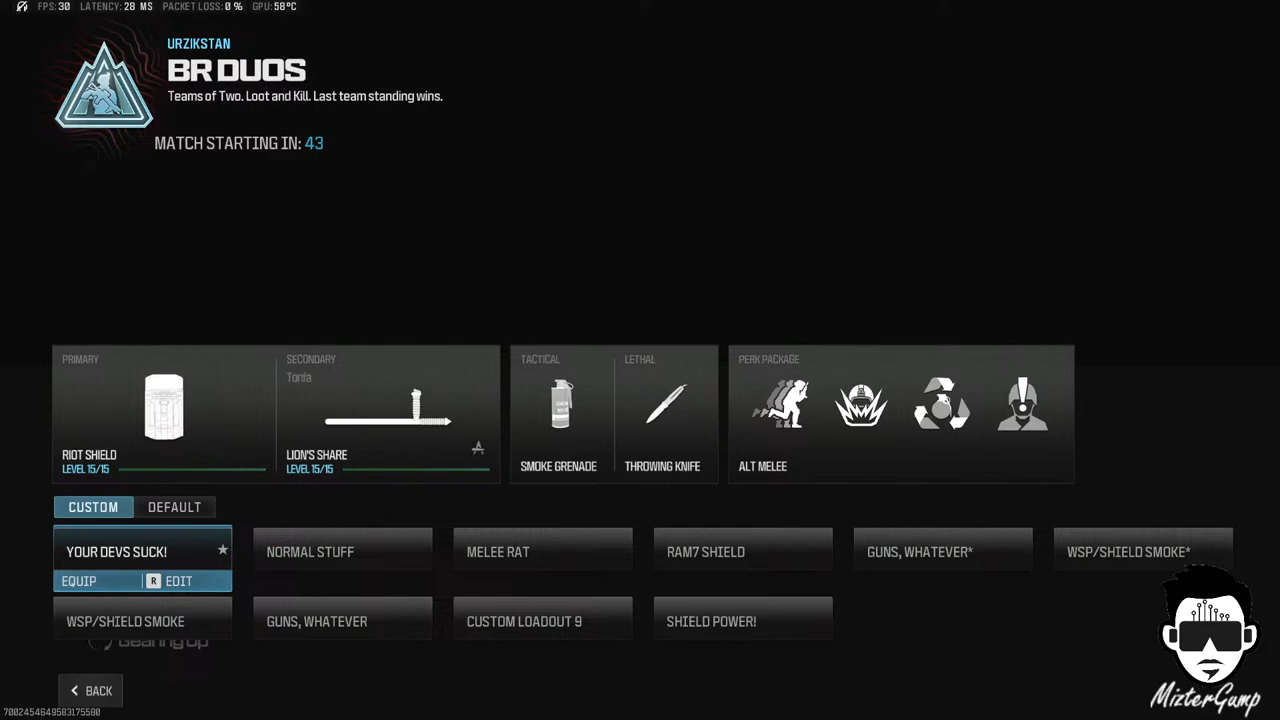 FPS: 30 LATENCY: 28 MS PACKET LOSS: 0 % GPU: 58°C
URZIKSTAN
BR DUOS
Teams of Two. Loot and Kill. Last team standing wins.
MATCH STARTING IN: 43
PRIMARY
SECONDARY
TACTICAL
LETHAL
PERK PACKAGE
Tonfa
RIOT SHIELD
LEVEL 15/15
LION'S SHARE
LEVEL 15/15
SMOKE GRENADE
THROWING KNIFE
ALT MELEE
CUSTOM DEFAULT
YOUR DEVS SUCK!
NORMAL STUFF
MELEE RAT
RAM7 SHIELD
GUNS, WHATEVER*
WSP/SHIELD SMOKE*
EQUIP R EDIT
WSP/SHIELD SMOKE
GUNS, WHATEVER
CUSTOM LOADOUT 9
SHIELD POWER!
Gearing Up
BACK
MizterGump
7002454649583175580